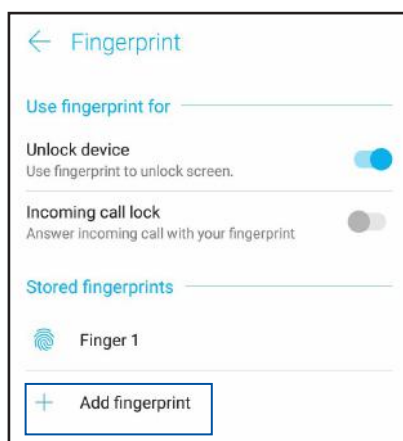 Fingerprint
Use fingerprint for
Unlock device
Use fingerprint to unlock screen.
Incoming call lock
Answer incoming call with your fingerprint
Stored fingerprints
Finger 1
Add fingerprint